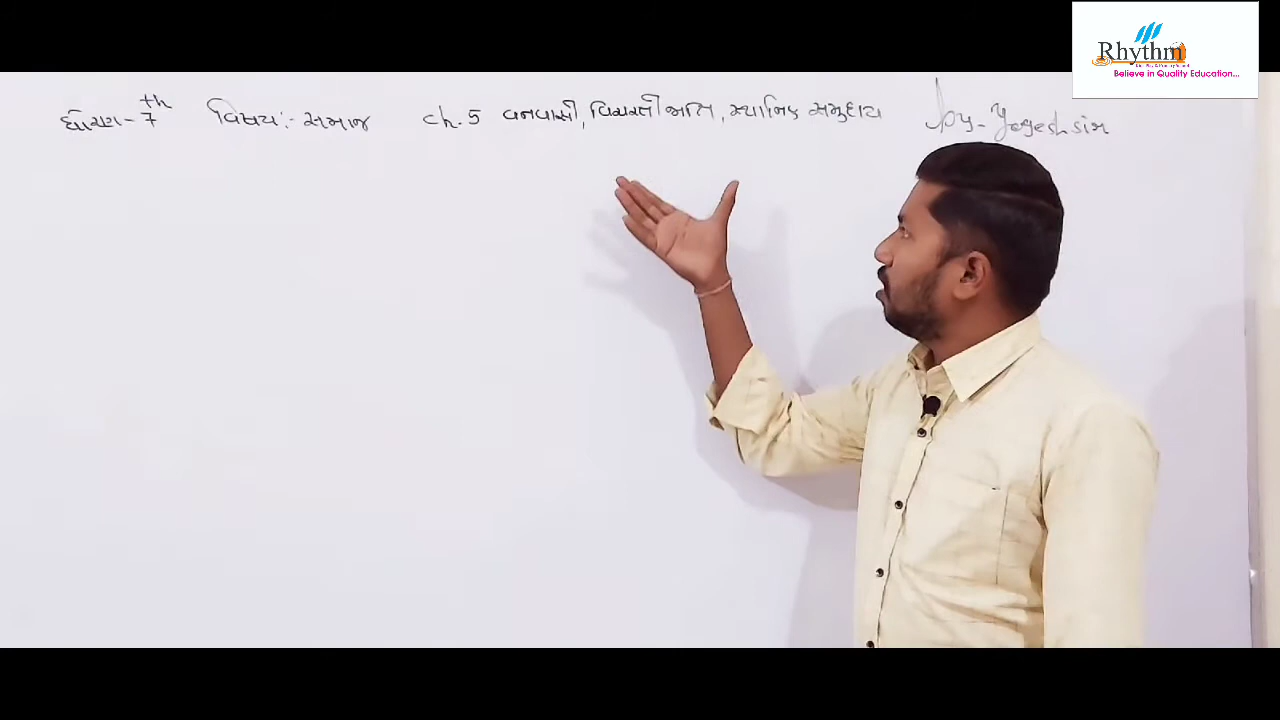 Rhythm
Believe in Quality Education...
ધોરણ-7th વિષય:- સમાજ ch.5 વનવાસી, વિચરતી જાતિ, સ્થાનિક સમુદાય by- Yogesh sir